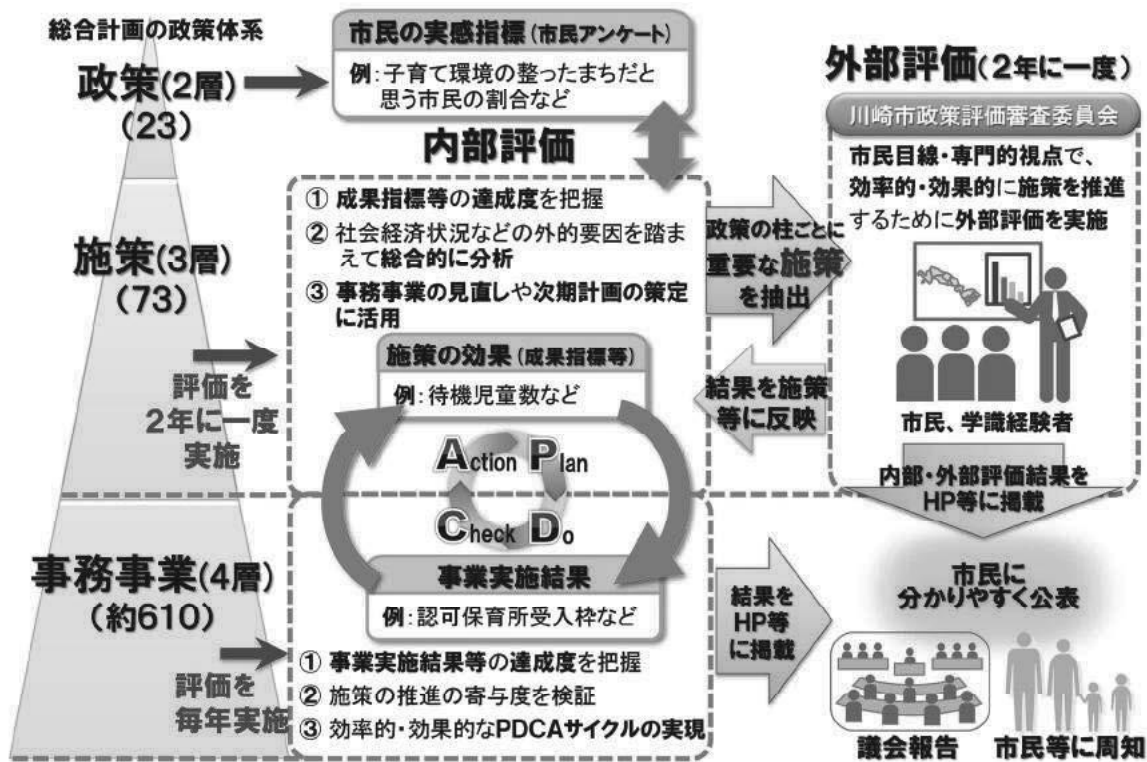 総合計画の政策体系
政策(2層)
(23)
施策(3層)
(73)
評価を
2年に一度
実施
事務事業(4層)
(約610)
評価を
毎年実施
市民の実感指標(市民アンケート)
例:子育て環境の整ったまちだと
思う市民の割合など
内部評価
① 成果指標等の達成度を把握
② 社会経済状況などの外的要因を踏ま
えて総合的に分析
③ 事務事業の見直しや次期計画の策定
に活用
施策の効果(成果指標等)
例:待機児童数など
Action Plan
Check Do
事業実施結果
例:認可保育所受入枠など
① 事業実施結果等の達成度を把握
② 施策の推進の寄与度を検証
③ 効率的・効果的なPDCAサイクルの実現
政策の柱ごとに
重要な施策
を抽出
結果を施策
等に反映
結果を
HP等
に掲載
外部評価(2年に一度)
川崎市政策評価審査委員会
市民目線・専門的視点で、
効率的・効果的に施策を推進
するために外部評価を実施
市民、学識経験者
内部・外部評価結果を
HP等に掲載
市民に
分かりやすく公表
議会報告
市民等に周知